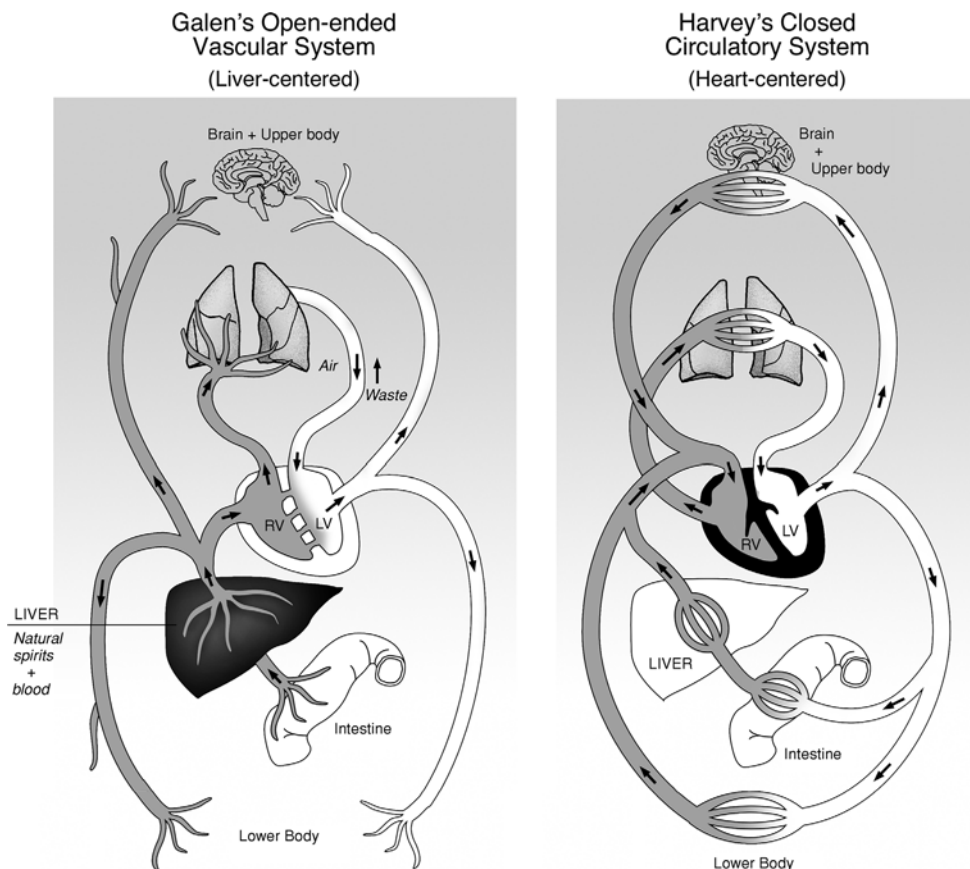 Galen's Open-ended
Vascular System
(Liver-centered)
Brain + Upper body
Air
Waste
RV
LV
LIVER
Natural
spirits
+
blood
Intestine
Lower Body
Harvey's Closed
Circulatory System
(Heart-centered)
Brain
+
Upper body
LV
RV
LIVER
Intestine
Lower Body